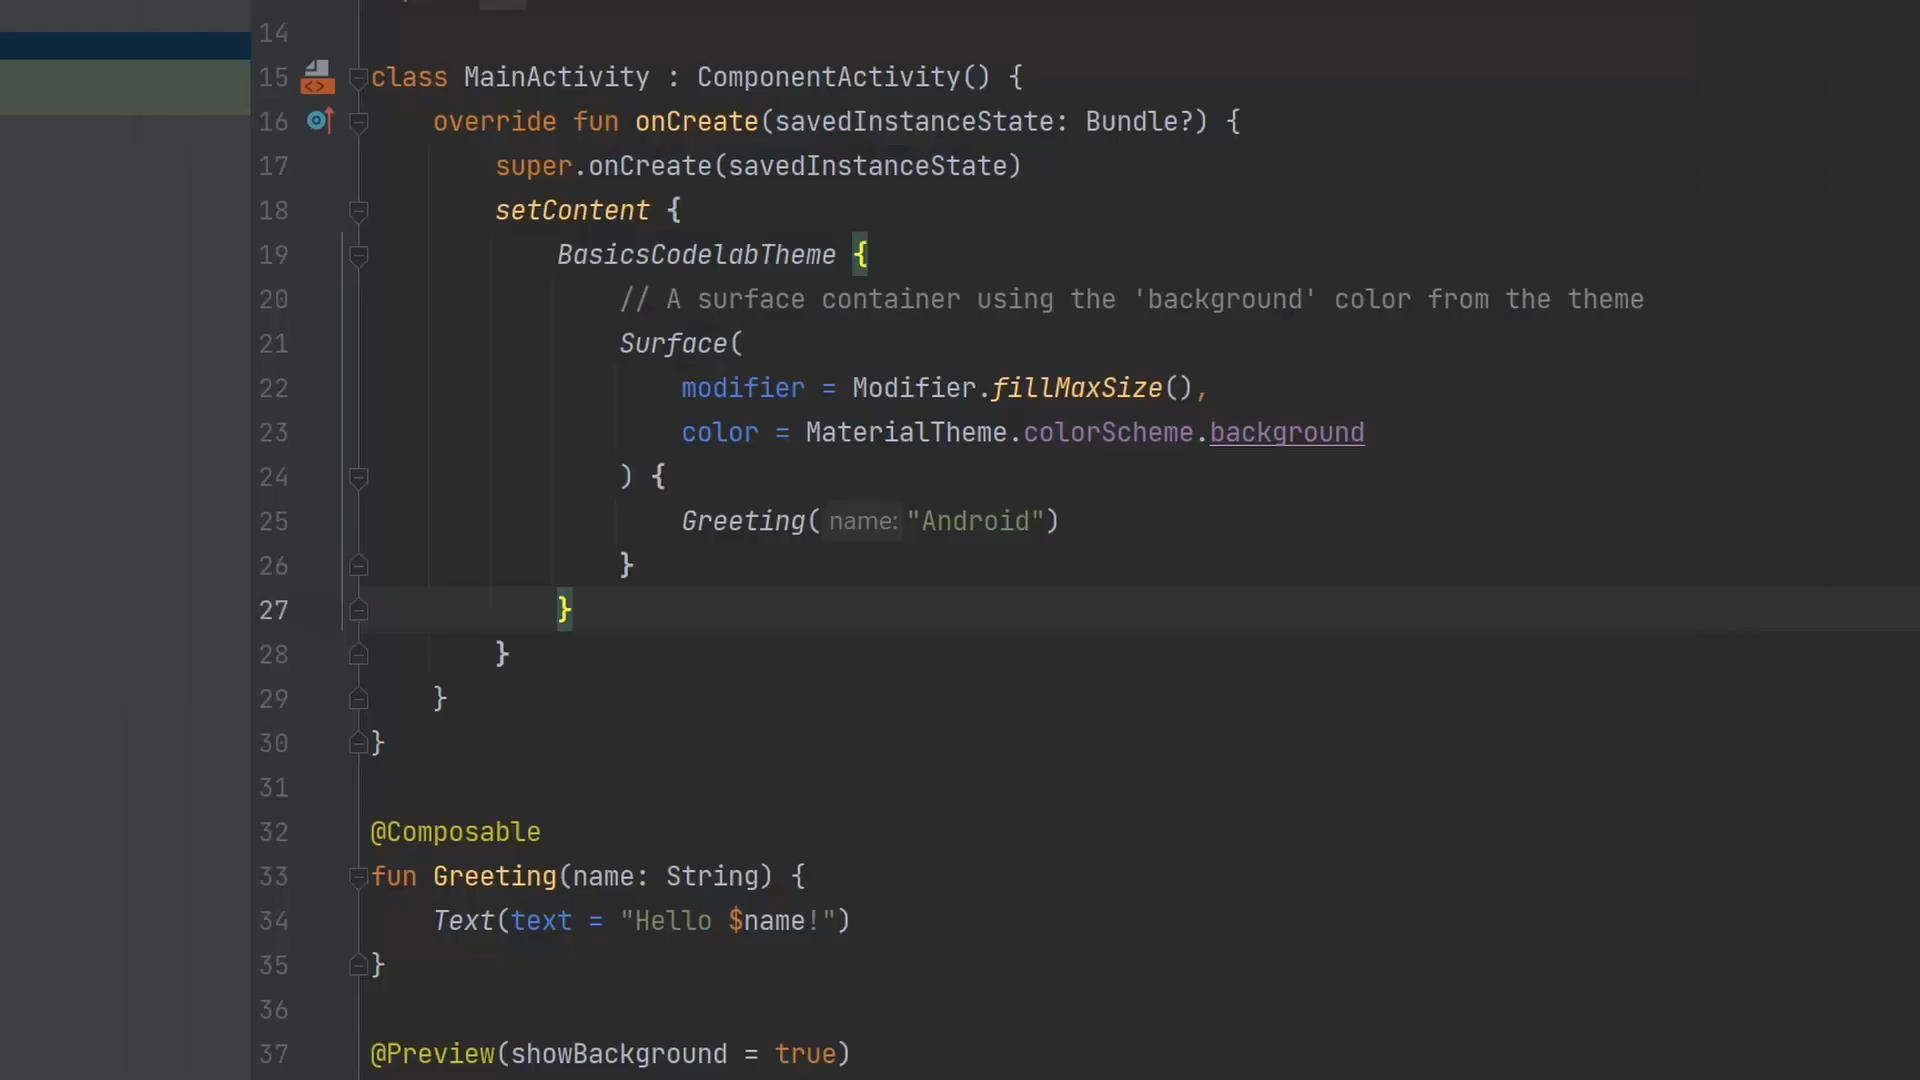 14
15 class MainActivity : ComponentActivity() {
16 override fun onCreate(savedInstanceState: Bundle?) {
17 super.onCreate(savedInstanceState)
18 setContent {
19 BasicsCodelabTheme {
20 // A surface container using the 'background' color from the theme
21 Surface(
22 modifier = Modifier.fillMaxSize(),
23 color = MaterialTheme.colorScheme.background
24 ) {
25 Greeting( name: "Android")
26 }
27 }
28 }
29 }
30 }
31
32 @Composable
33 fun Greeting(name: String) {
34 Text(text = "Hello $name!")
35 }
36
37 @Preview(showBackground = true)